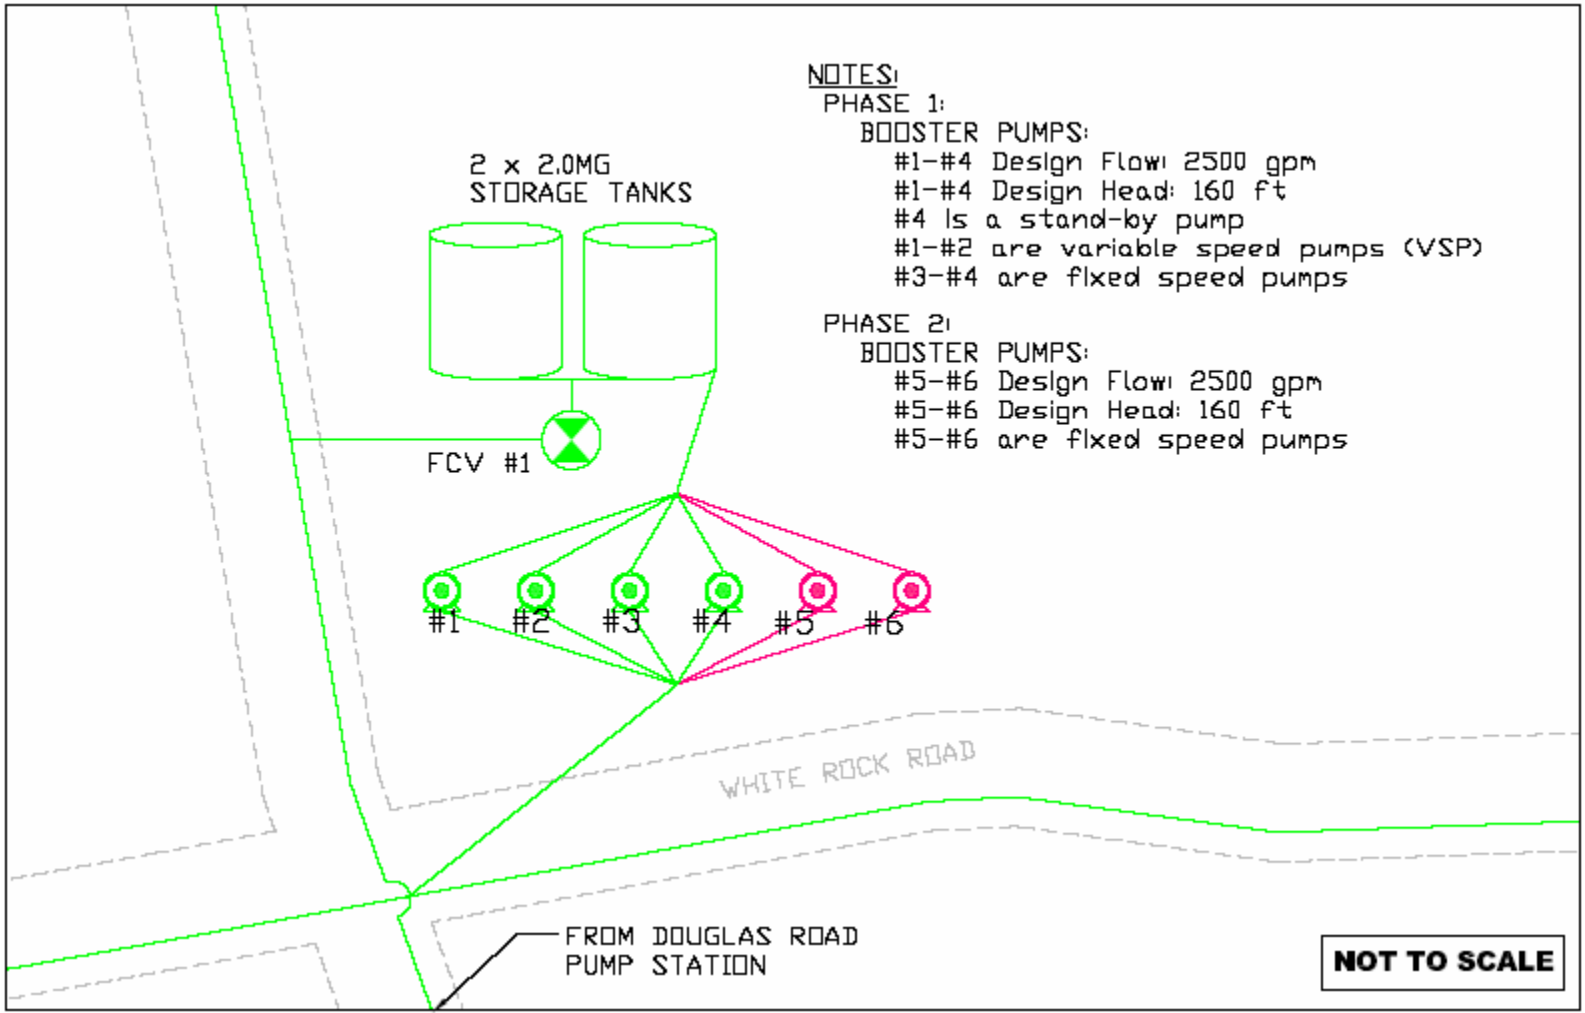 NOTES:
PHASE 1:
BOOSTER PUMPS:
#1-#4 Design Flow: 2500 gpm
#1-#4 Design Head: 160 ft
#4 is a stand-by pump
#1-#2 are variable speed pumps (VSP)
#3-#4 are fixed speed pumps
PHASE 2:
BOOSTER PUMPS:
#5-#6 Design Flow: 2500 gpm
#5-#6 Design Head: 160 ft
#5-#6 are fixed speed pumps
2 x 2.0MG
STORAGE TANKS
FCV #1
#1 #2 #3 #4 #5 #6
WHITE ROCK ROAD
FROM DOUGLAS ROAD
PUMP STATION
NOT TO SCALE